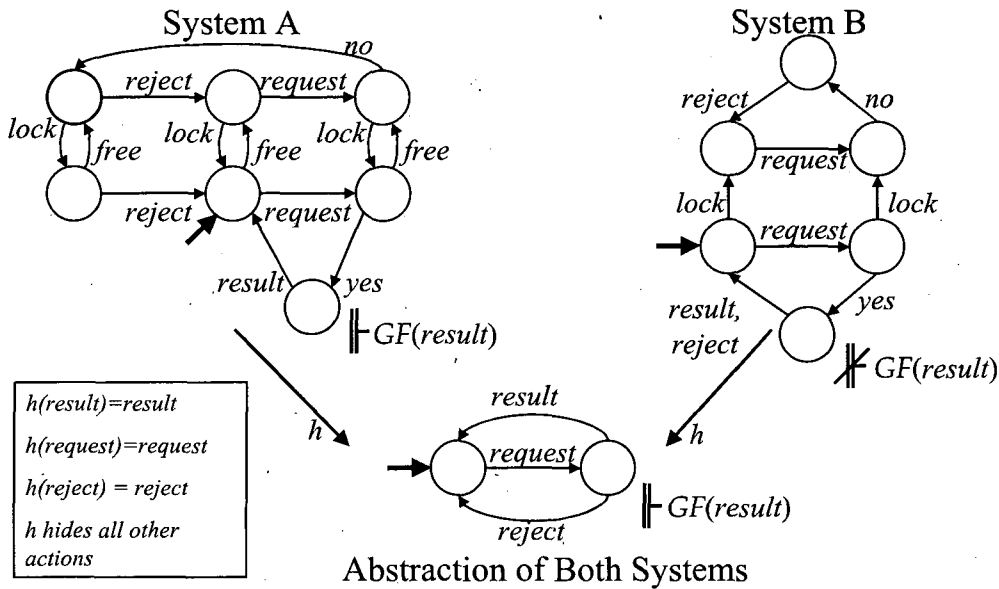 System A
System B
no
reject
request
lock
lock
lock
free
free
free
reject
request
result
yes
⊩ GF(result)
reject
no
request
lock
lock
request
result,
reject
yes
⊮ GF(result)
h(result)=result
h(request)=request
h(reject) = reject
h hides all other
actions
h
h
result
request
reject
⊩ GF(result)
Abstraction of Both Systems